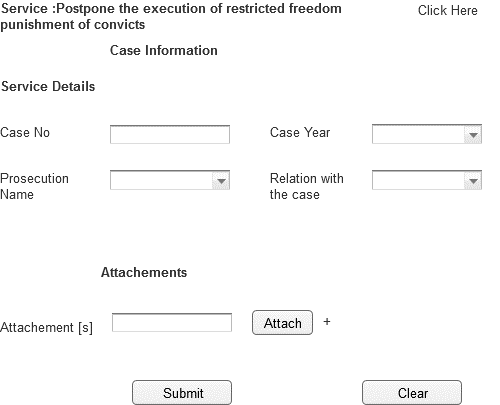 Service :Postpone the execution of restricted freedom
punishment of convicts
Click Here
Case Information
Service Details
Case No
Case Year
Prosecution
Name
Relation with
the case
Attachements
Attachement [s]
Attach
+
Submit
Clear